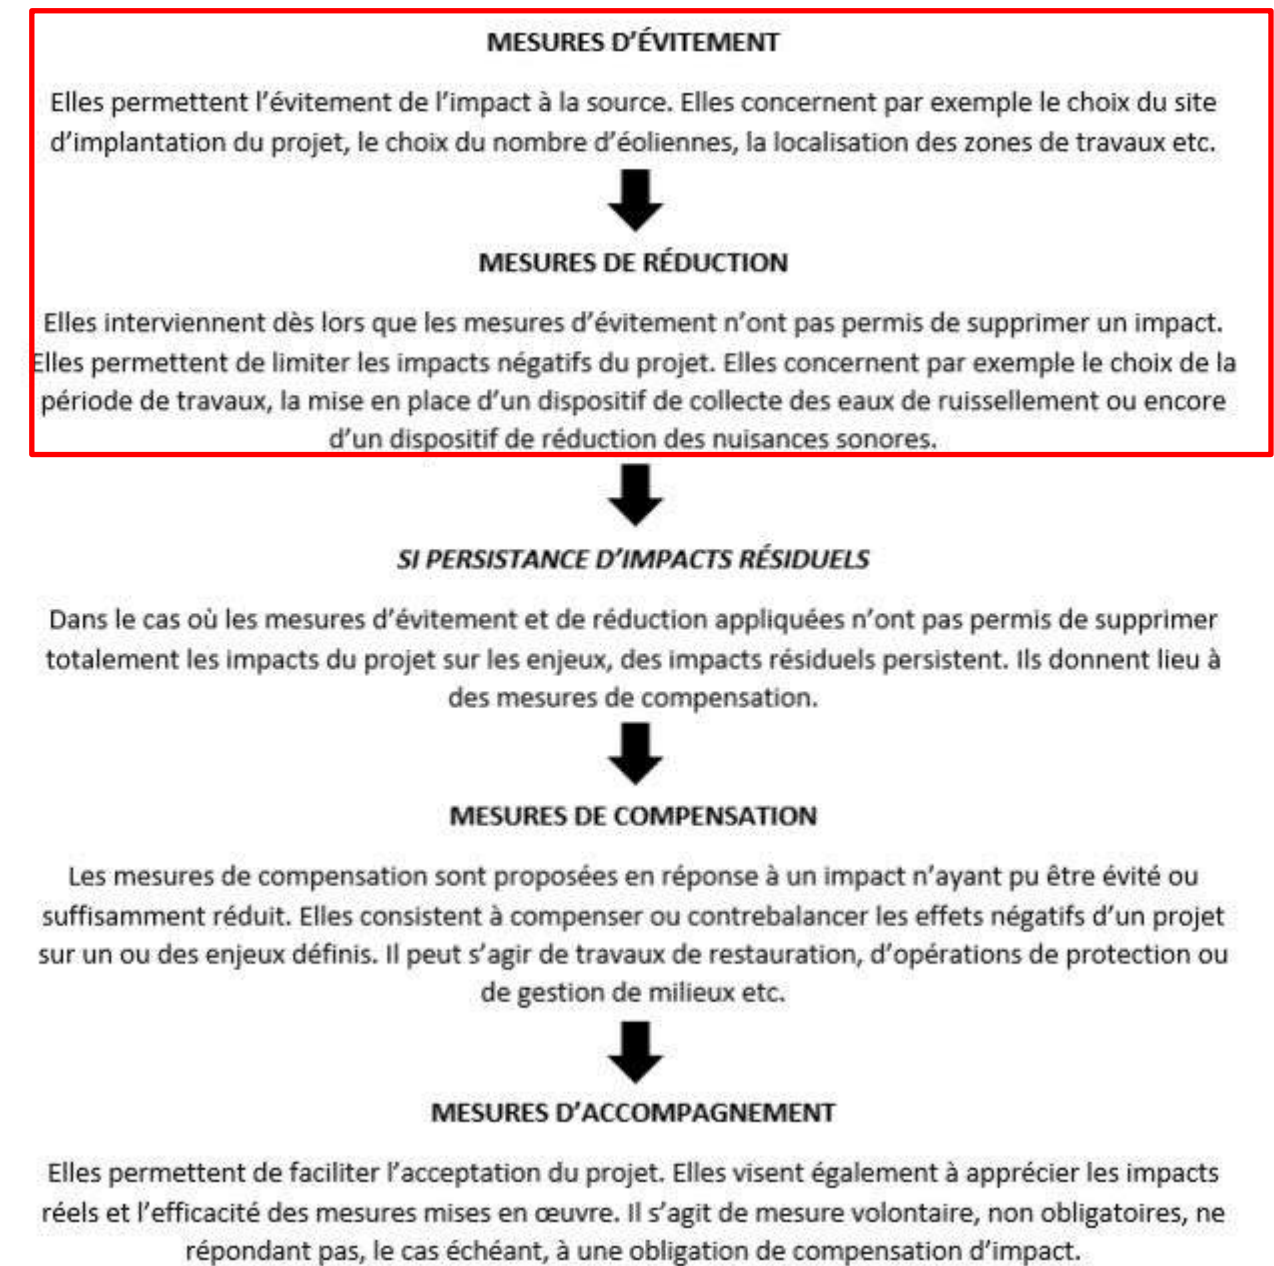 MESURES D’ÉVITEMENT
Elles permettent l’évitement de l’impact à la source. Elles concernent par exemple le choix du site
d’implantation du projet, le choix du nombre d’éoliennes, la localisation des zones de travaux etc.
MESURES DE RÉDUCTION
Elles interviennent dès lors que les mesures d’évitement n’ont pas permis de supprimer un impact.
Elles permettent de limiter les impacts négatifs du projet. Elles concernent par exemple le choix de la
période de travaux, la mise en place d’un dispositif de collecte des eaux de ruissellement ou encore
d’un dispositif de réduction des nuisances sonores.
SI PERSISTANCE D’IMPACTS RÉSIDUELS
Dans le cas où les mesures d’évitement et de réduction appliquées n’ont pas permis de supprimer
totalement les impacts du projet sur les enjeux, des impacts résiduels persistent. Ils donnent lieu à
des mesures de compensation.
MESURES DE COMPENSATION
Les mesures de compensation sont proposées en réponse à un impact n’ayant pu être évité ou
suffisamment réduit. Elles consistent à compenser ou contrebalancer les effets négatifs d’un projet
sur un ou des enjeux définis. Il peut s’agir de travaux de restauration, d’opérations de protection ou
de gestion de milieux etc.
MESURES D’ACCOMPAGNEMENT
Elles permettent de faciliter l’acceptation du projet. Elles visent également à apprécier les impacts
réels et l’efficacité des mesures mises en œuvre. Il s’agit de mesure volontaire, non obligatoires, ne
répondant pas, le cas échéant, à une obligation de compensation d’impact.